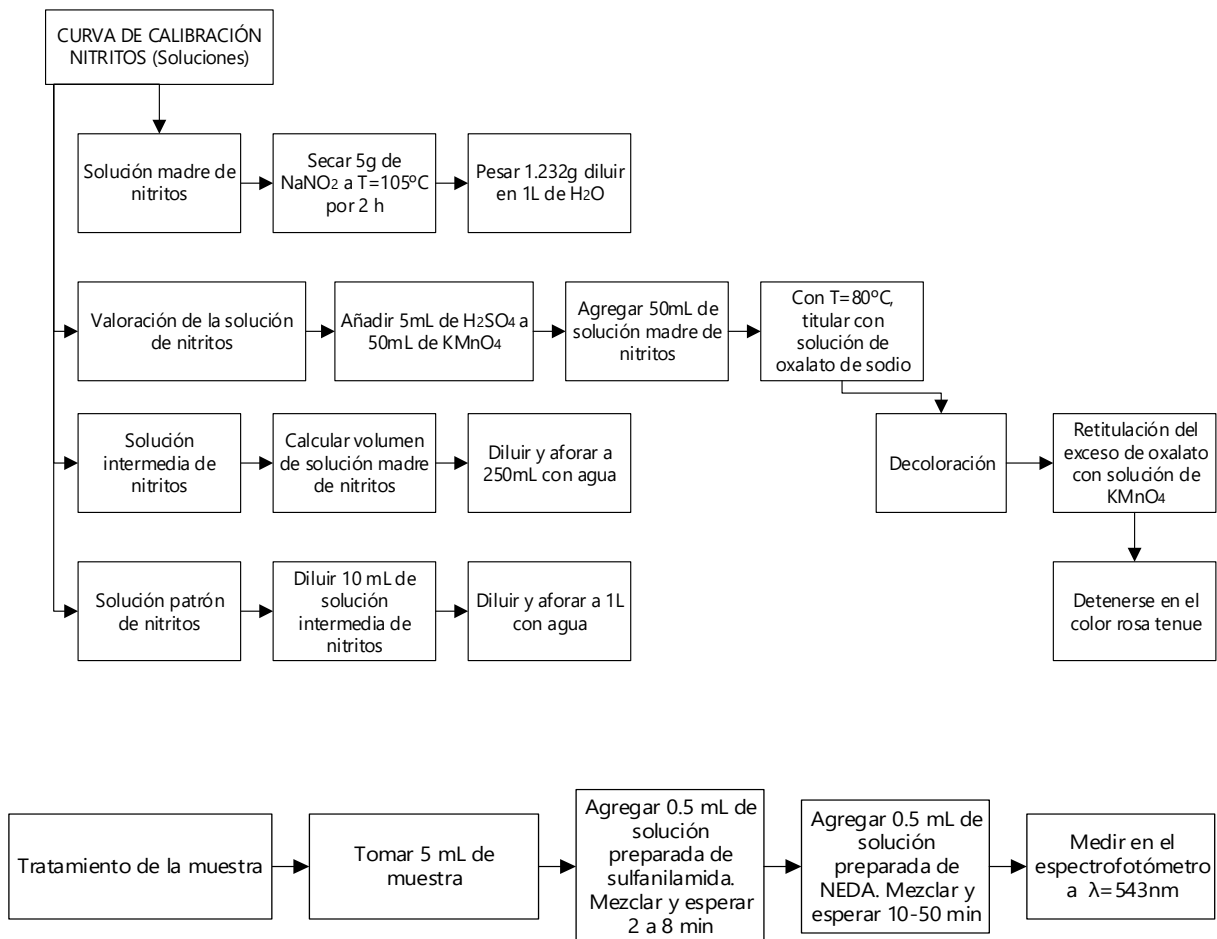 CURVA DE CALIBRACIÓN
NITRITOS (Soluciones)
Solución madre de
nitritos
Secar 5g de
NaNO2 a T=105ºC
por 2 h
Pesar 1.232g diluir
en 1L de H2O
Valoración de la solución
de nitritos
Añadir 5mL de H2SO4 a
50mL de KMnO4
Agregar 50mL de
solución madre de
nitritos
Con T=80ºC,
titular con
solución de
oxalato de sodio
Decoloración
Retitulación del
exceso de oxalato
con solución de
KMnO4
Detenerse en el
color rosa tenue
Solución
intermedia de
nitritos
Calcular volumen
de solución madre
de nitritos
Diluir y aforar a
250mL con agua
Solución patrón
de nitritos
Diluir 10 mL de
solución
intermedia de
nitritos
Diluir y aforar a 1L
con agua
Tratamiento de la muestra
Tomar 5 mL de
muestra
Agregar 0.5 mL de
solución
preparada de
sulfanilamida.
Mezclar y esperar
2 a 8 min
Agregar 0.5 mL de
solución
preparada de
NEDA. Mezclar y
esperar 10-50 min
Medir en el
espectrofotómetro
a λ=543nm